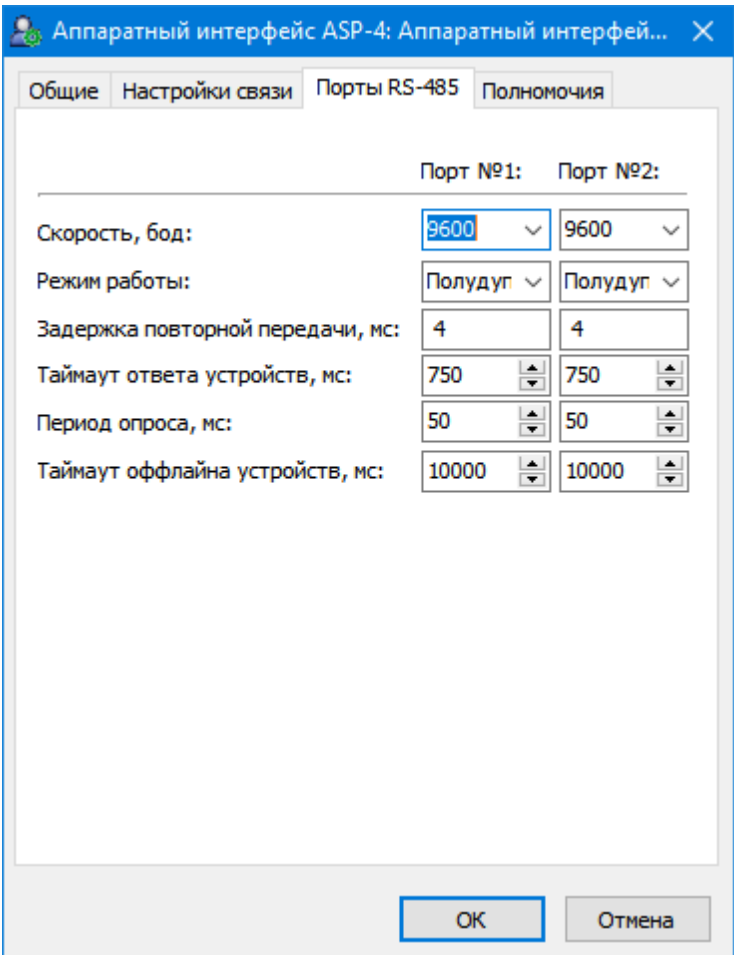 Аппаратный интерфейс ASP-4: Аппаратный интерфей...
Общие Настройки связи Порты RS-485 Полномочия
Порт №1: Порт №2:
Скорость, бод: 9600 9600
Режим работы: Полудуп Полудуп
Задержка повторной передачи, мс: 4 4
Таймаут ответа устройств, мс: 750 750
Период опроса, мс: 50 50
Таймаут оффлайна устройств, мс: 10000 10000
ОК Отмена